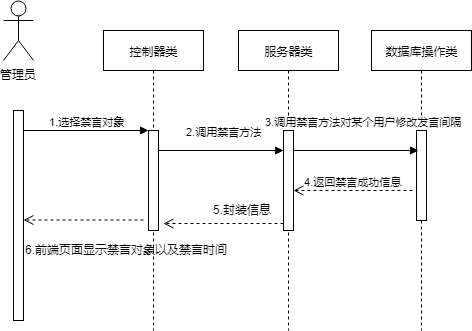 管理员
控制器类
服务器类
数据库操作类
1.选择禁言对象
2.调用禁言方法
3.调用禁言方法对某个用户修改发言间隔
4.返回禁言成功信息
5.封装信息
6.前端页面显示禁言对象以及禁言时间